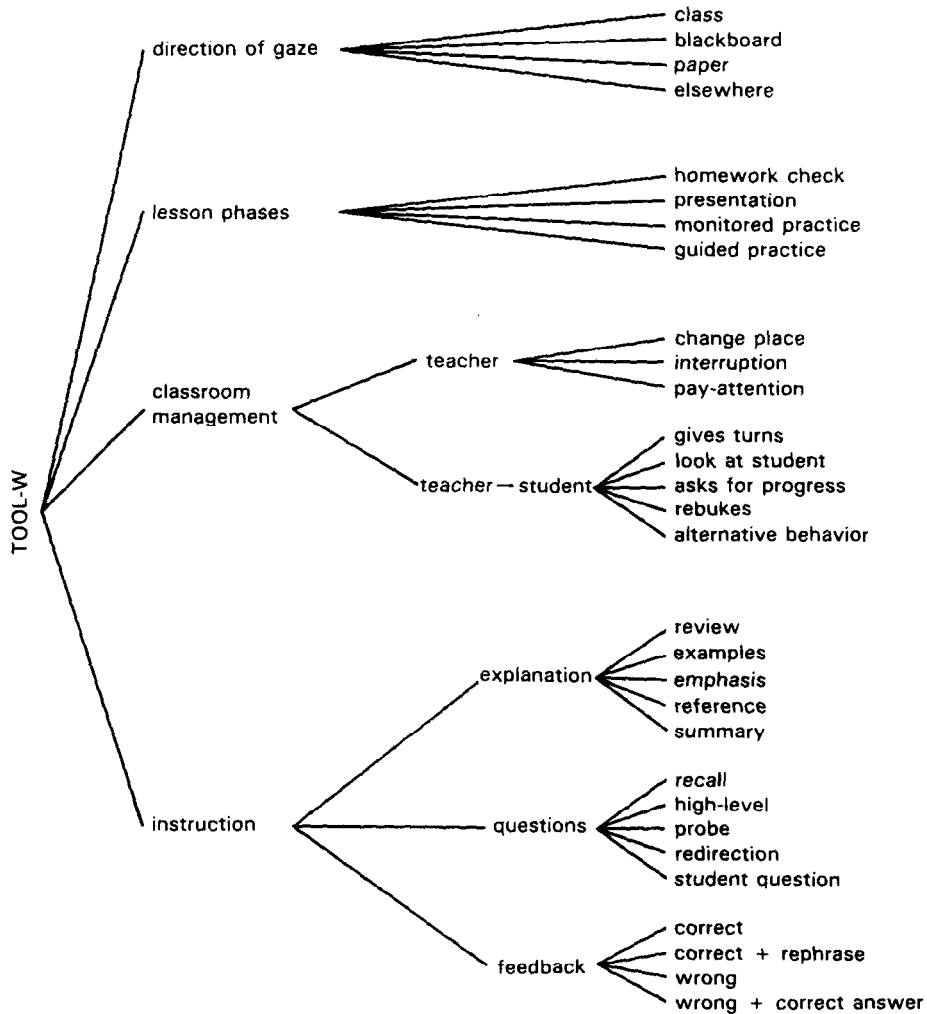 TOOL-W
direction of gaze
class
blackboard
paper
elsewhere
lesson phases
homework check
presentation
monitored practice
guided practice
classroom
management
teacher
change place
interruption
pay-attention
teacher → student
gives turns
look at student
asks for progress
rebukes
alternative behavior
instruction
explanation
review
examples
emphasis
reference
summary
questions
recall
high-level
probe
redirection
student question
feedback
correct
correct + rephrase
wrong
wrong + correct answer